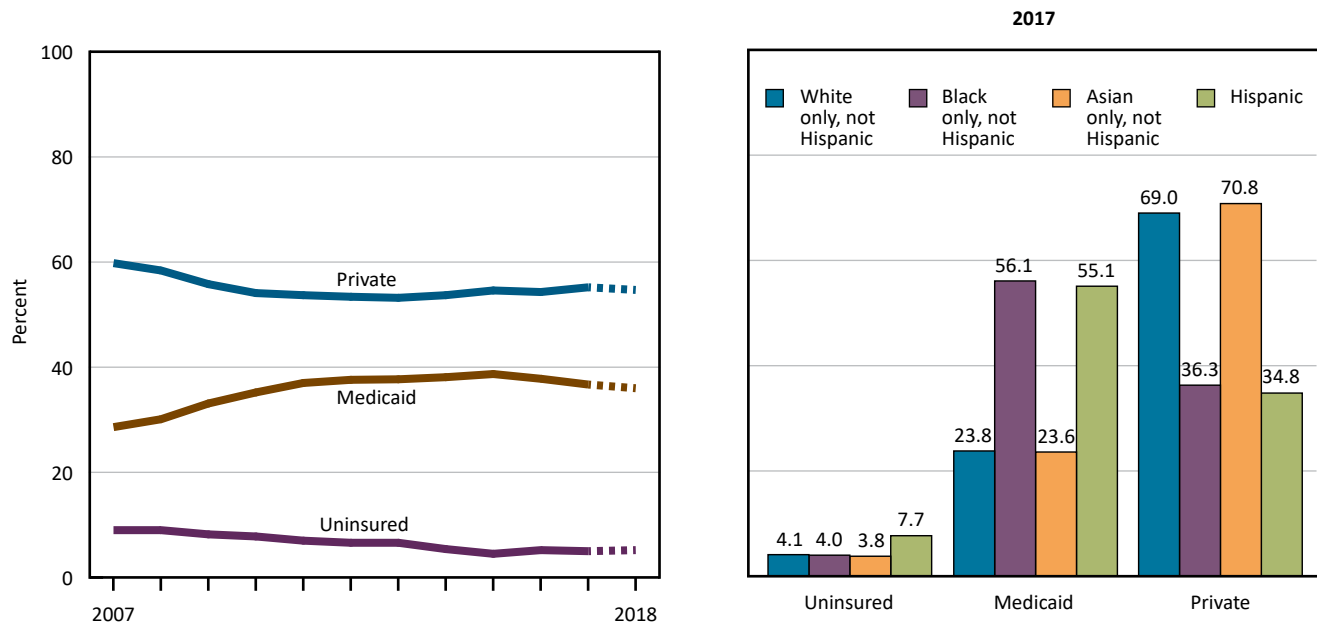 100
80
60
40
20
0
Percent
Private
Medicaid
Uninsured
2007
2018
2017
White
only, not
Hispanic
Black
only, not
Hispanic
Asian
only, not
Hispanic
Hispanic
4.1
4.0
3.8
7.7
23.8
56.1
23.6
55.1
69.0
36.3
70.8
34.8
Uninsured
Medicaid
Private